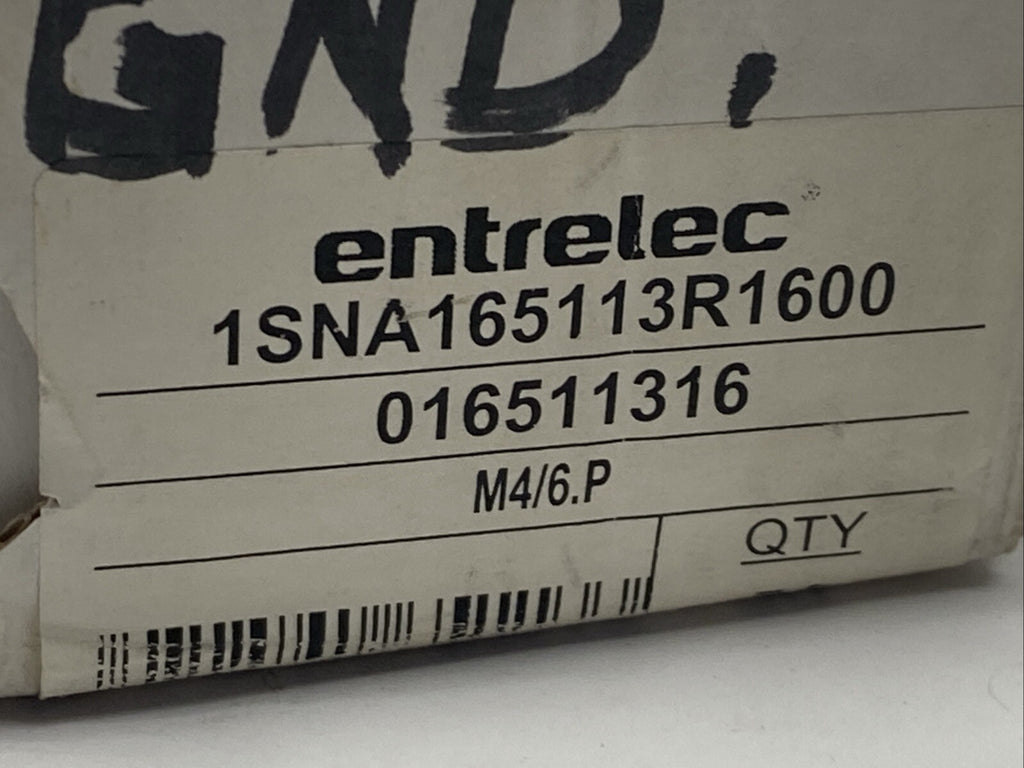 GND.
entrelec
1SNA165113R1600
016511316
M4/6.P
QTY